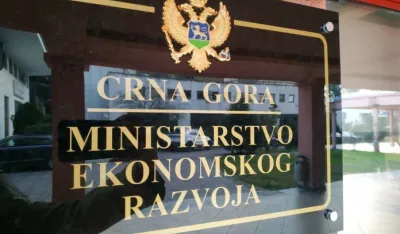 CRNA GORA
MINISTARSTVO
EKONOMSKOG
RAZVOJA